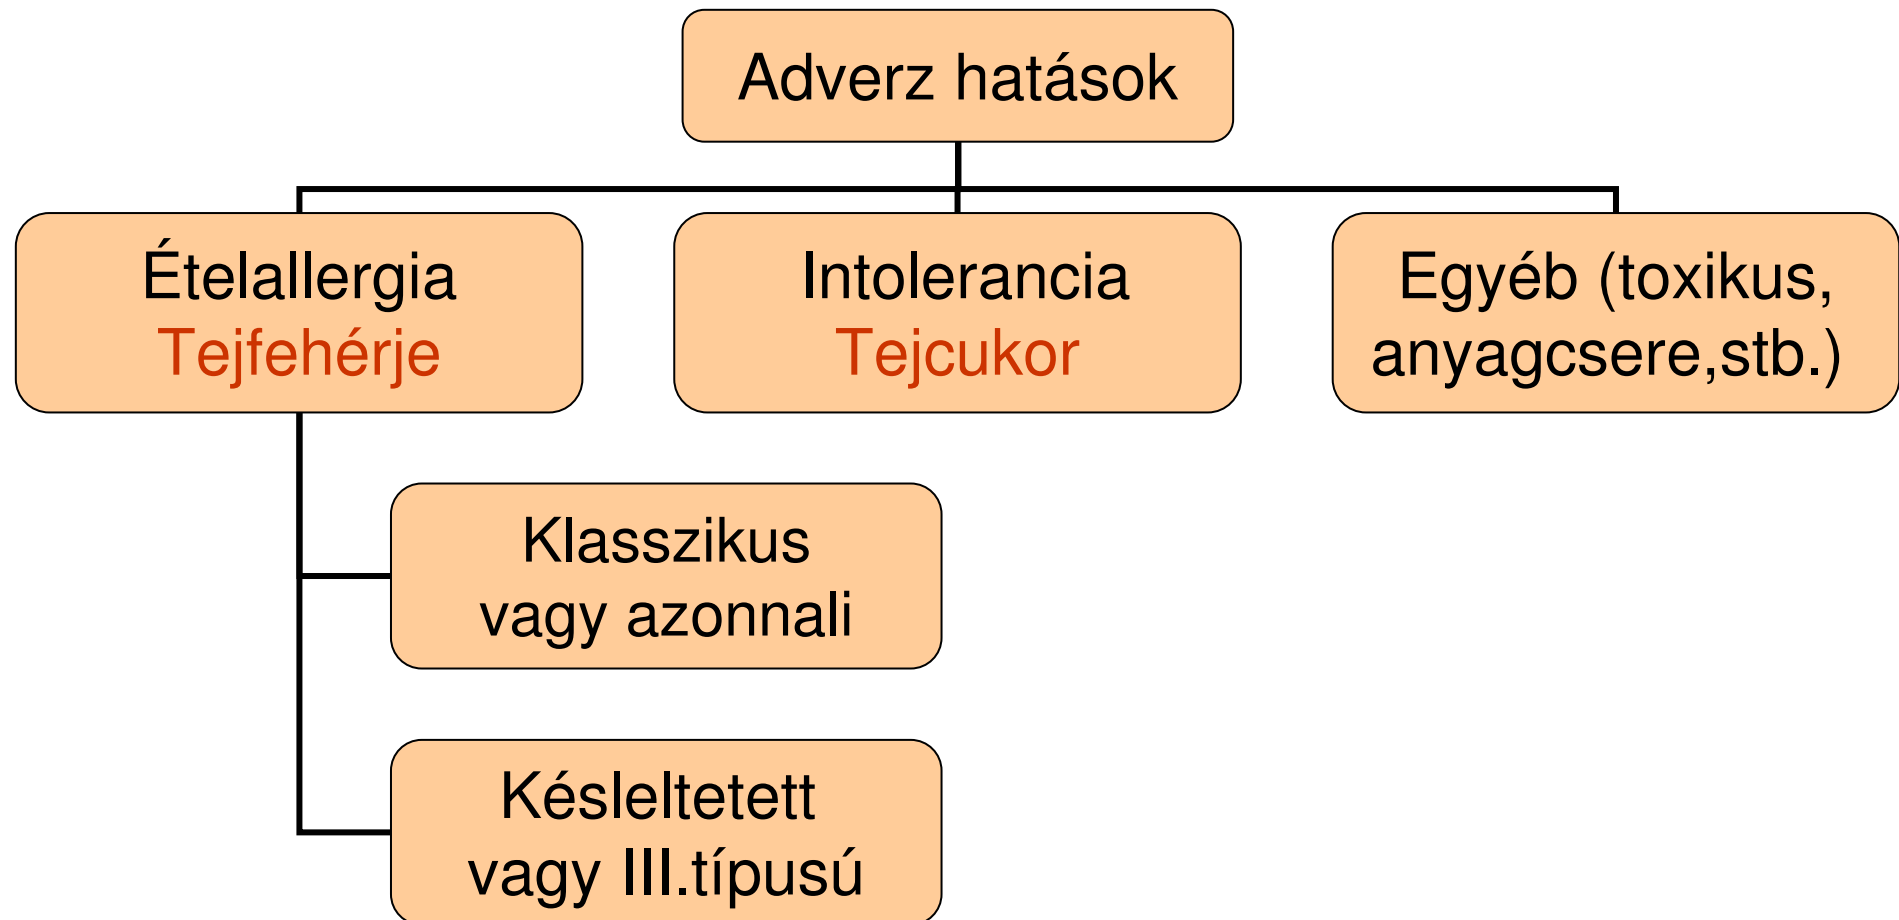 Adverz hatások
Ételallergia
Tejfehérje
Intolerancia
Tejcukor
Egyéb (toxikus,
anyagcsere,stb.)
Klasszikus
vagy azonnali
Késleltetett
vagy III.típusú